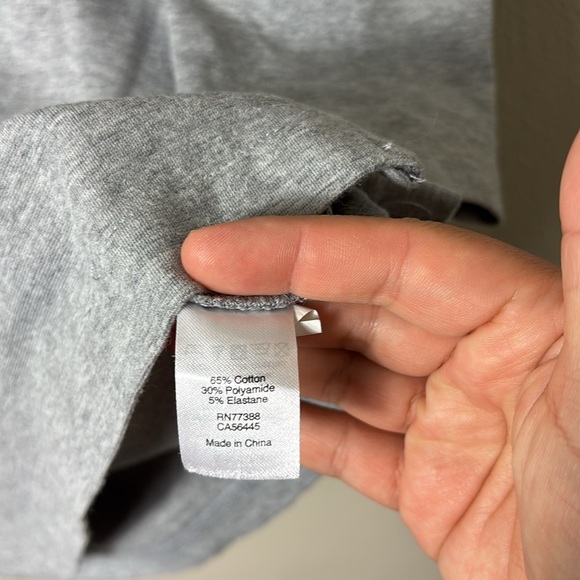 65% Cotton
30% Polyamide
5% Elastane
RN77388
CA56445
Made in China